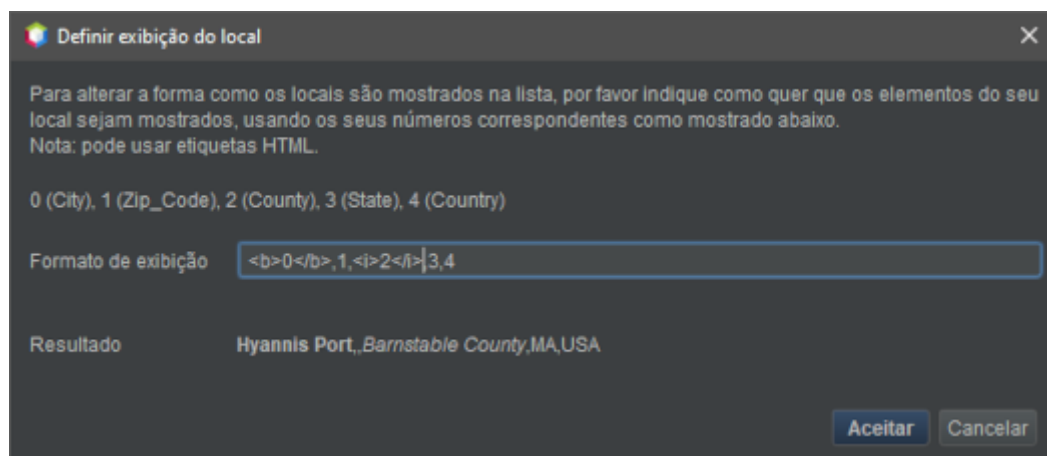 Definir exibição do local
Para alterar a forma como os locais são mostrados na lista, por favor indique como quer que os elementos do seu
local sejam mostrados, usando os seus números correspondentes como mostrado abaixo.
Nota: pode usar etiquetas HTML.
0 (City), 1 (Zip_Code), 2 (County), 3 (State), 4 (Country)
Formato de exibição <b>0</b>,1,<i>2</i>,3,4
Resultado Hyannis Port,,Barnstable County,MA,USA
Aceitar Cancelar